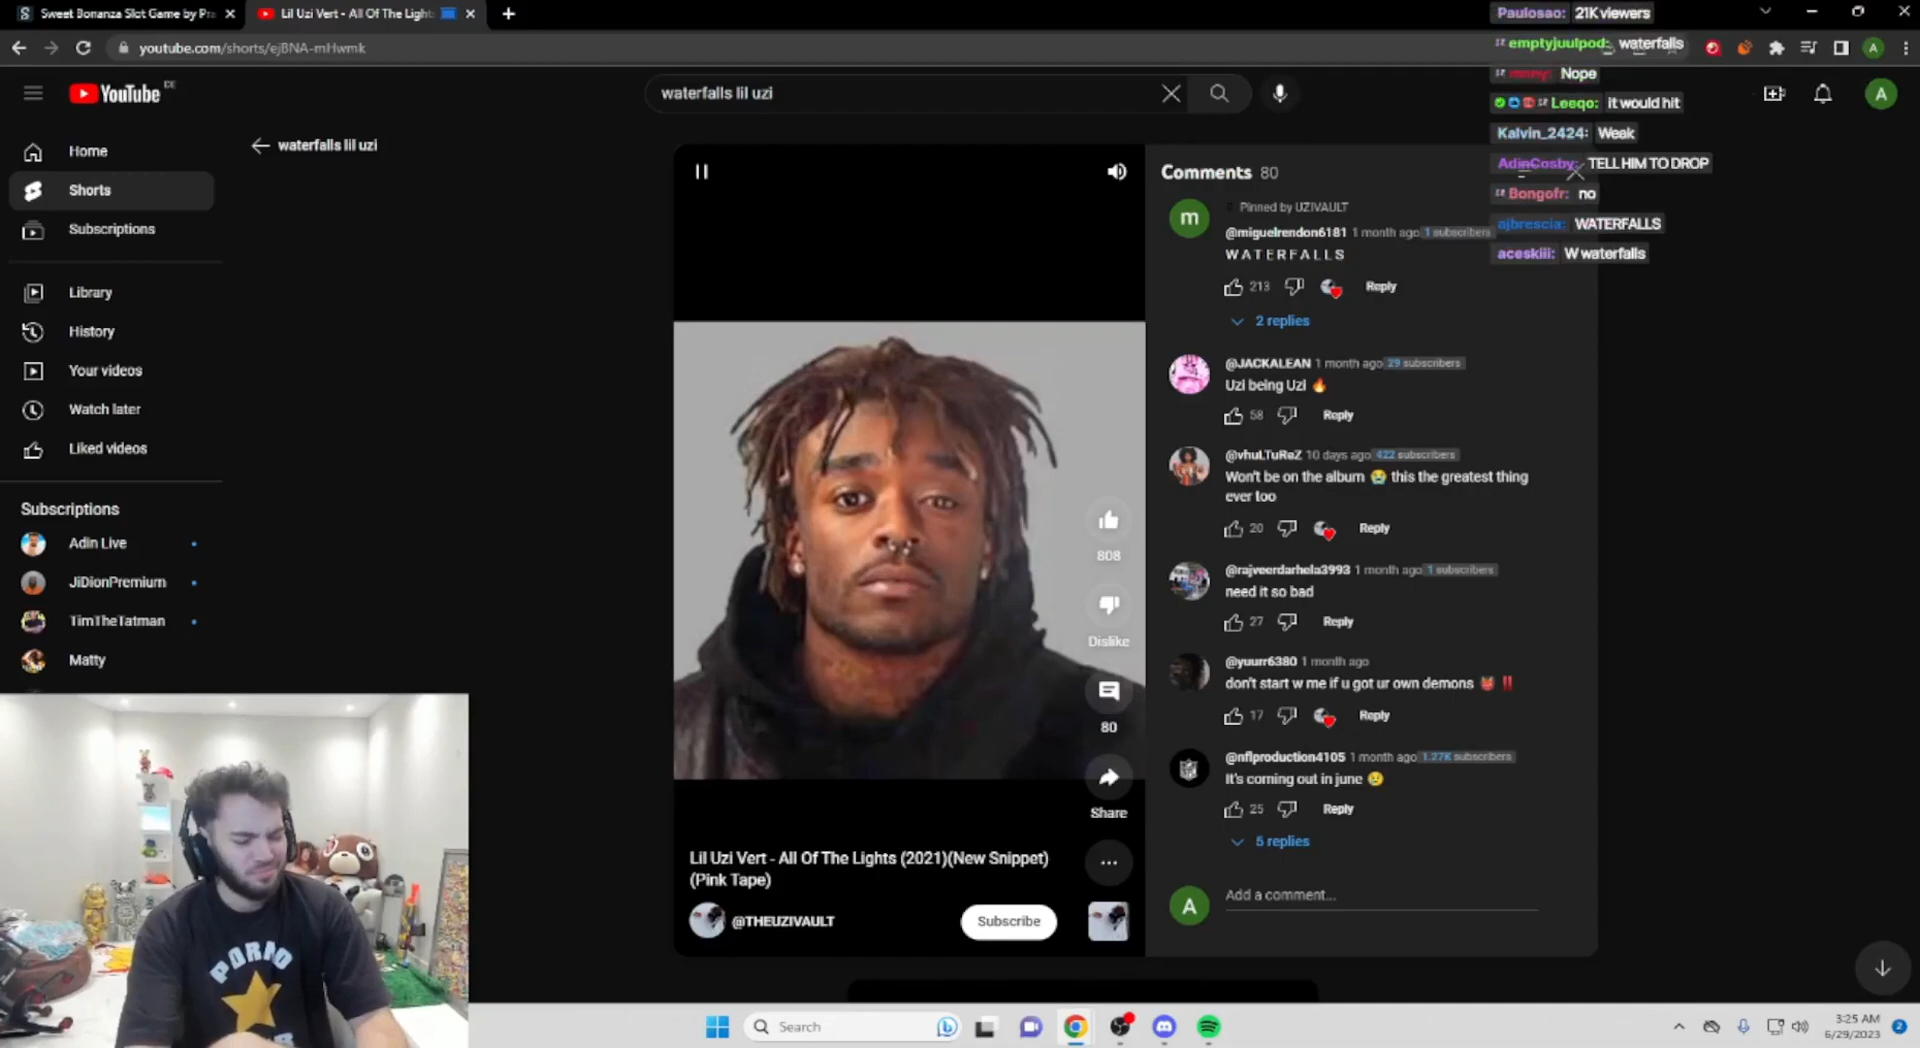 Sweet Bonanza Slot Game by Pra
Lil Uzi Vert - All Of The Lights
youtube.com/shorts/ejBNA-mHwmk
A
YouTube
waterfalls lil uzi
A
Home
Shorts
Subscriptions
Library
History
Your videos
Watch later
Liked videos
Subscriptions
Adin Live
JiDionPremium
TimTheTatman
Matty
waterfalls lil uzi
808
Dislike
80
Share
Lil Uzi Vert - All Of The Lights (2021)(New Snippet)
(Pink Tape)
@THEUZIVAULT
Subscribe
Comments 80
m
Pinned by UZIVAULT
@miguelrendon6181 1 month ago 1 subscribers
WATERFALLS
213 Reply
2 replies
@JACKALEAN 1 month ago 29 subscribers
Uzi being Uzi 🔥
58 Reply
@vhuLTuReZ 10 days ago 422 subscribers
Won't be on the album 😭 this the greatest thing
ever too
20 Reply
@rajveerdarhela3993 1 month ago 1 subscribers
need it so bad
27 Reply
@yuurr6380 1 month ago
don't start w me if u got ur own demons 👹 ‼️
17 Reply
@nflproduction4105 1 month ago 1.27K subscribers
It's coming out in june 😢
25 Reply
5 replies
A
Add a comment...
Paulosao: 21K viewers
emptyjuulpod: waterfalls
Nope
Leeqo: it would hit
Kalvin_2424: Weak
AdinCosby: TELL HIM TO DROP
Bongofr: no
ajbrescia: WATERFALLS
aceskiii: W waterfalls
PORNO
Search
3:25 AM
6/29/2023
2